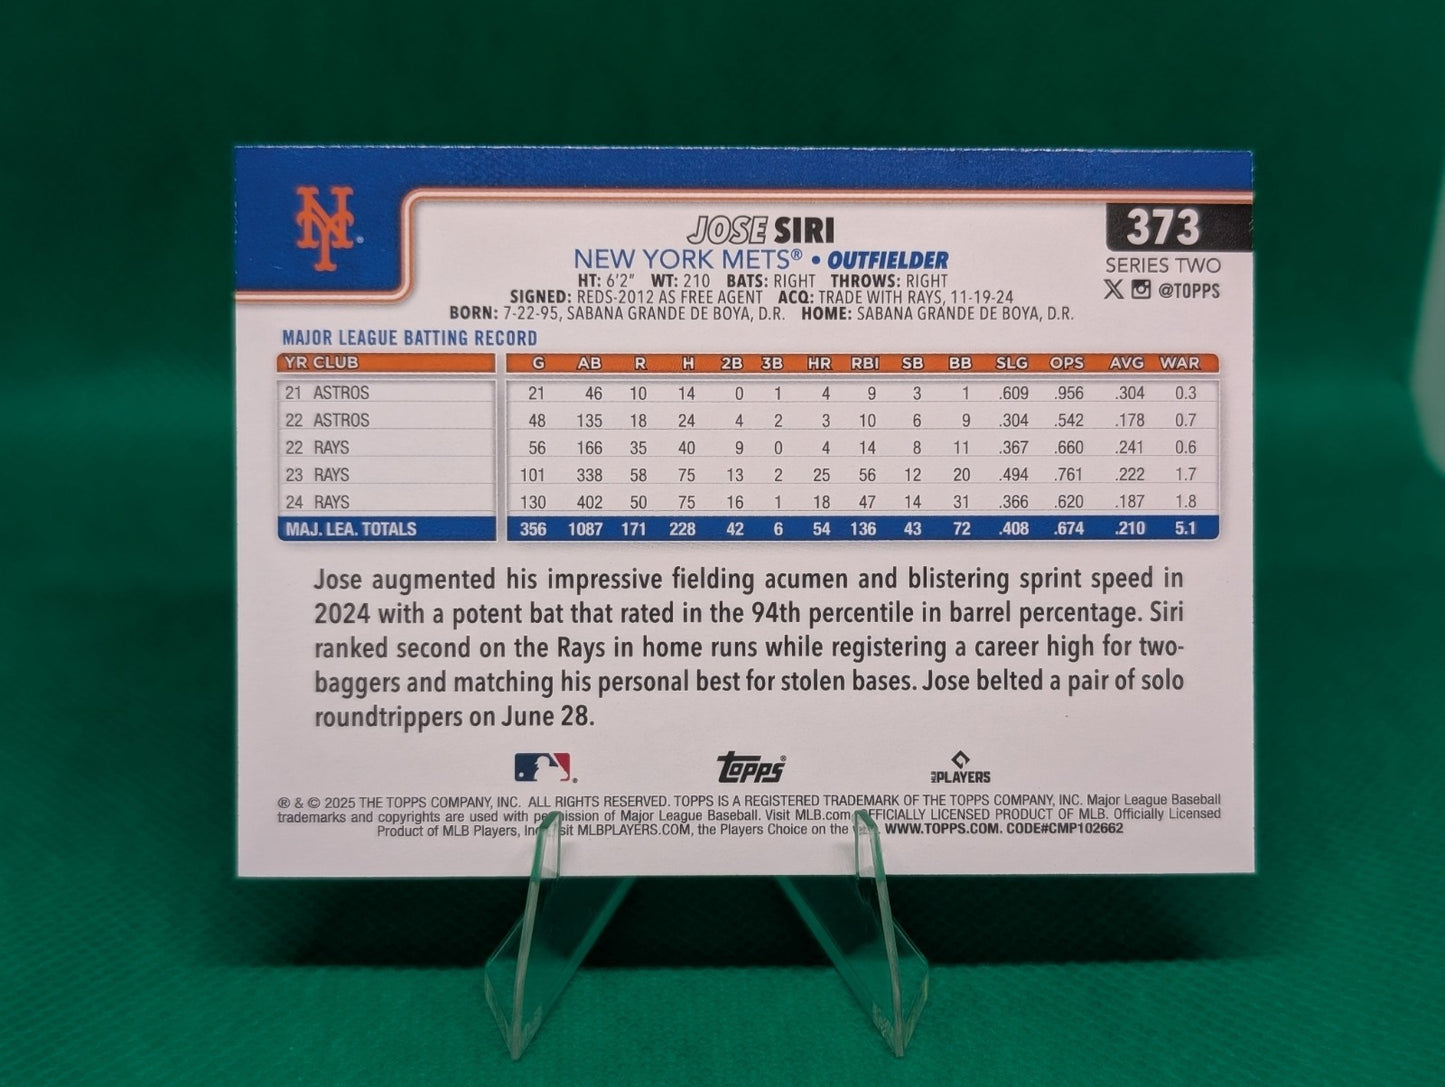 NY
JOSE SIRI
373
NEW YORK METS® • OUTFIELDER
SERIES TWO
HT: 6'2" WT: 210 BATS: RIGHT THROWS: RIGHT
X @TOPPS
SIGNED: REDS-2012 AS FREE AGENT ACQ: TRADE WITH RAYS, 11-19-24
BORN: 7-22-95, SABANA GRANDE DE BOYA, D.R. HOME: SABANA GRANDE DE BOYA, D.R.
MAJOR LEAGUE BATTING RECORD
YR CLUB G AB R H 2B 3B HR RBI SB BB SLG OPS AVG WAR
21 ASTROS 21 46 10 14 0 1 4 9 3 1 .609 .956 .304 0.3
22 ASTROS 48 135 18 24 4 2 3 10 6 9 .304 .542 .178 0.7
22 RAYS 56 166 35 40 9 0 4 14 8 11 .367 .660 .241 0.6
23 RAYS 101 338 58 75 13 2 25 56 12 20 .494 .761 .222 1.7
24 RAYS 130 402 50 75 16 1 18 47 14 31 .366 .620 .187 1.8
MAJ. LEA. TOTALS 356 1087 171 228 42 6 54 136 43 72 .408 .674 .210 5.1
Jose augmented his impressive fielding acumen and blistering sprint speed in
2024 with a potent bat that rated in the 94th percentile in barrel percentage. Siri
ranked second on the Rays in home runs while registering a career high for two-
baggers and matching his personal best for stolen bases. Jose belted a pair of solo
roundtrippers on June 28.
Topps® MLB PLAYERS
® & © 2025 THE TOPPS COMPANY, INC. ALL RIGHTS RESERVED. TOPPS IS A REGISTERED TRADEMARK OF THE TOPPS COMPANY, INC. Major League Baseball
trademarks and copyrights are used with permission of Major League Baseball. Visit MLB.com. OFFICIALLY LICENSED PRODUCT OF MLB. Officially Licensed
Product of MLB Players, Inc. Visit MLBPLAYERS.COM, the Players Choice on the WWW.TOPPS.COM. CODE#CMP102662